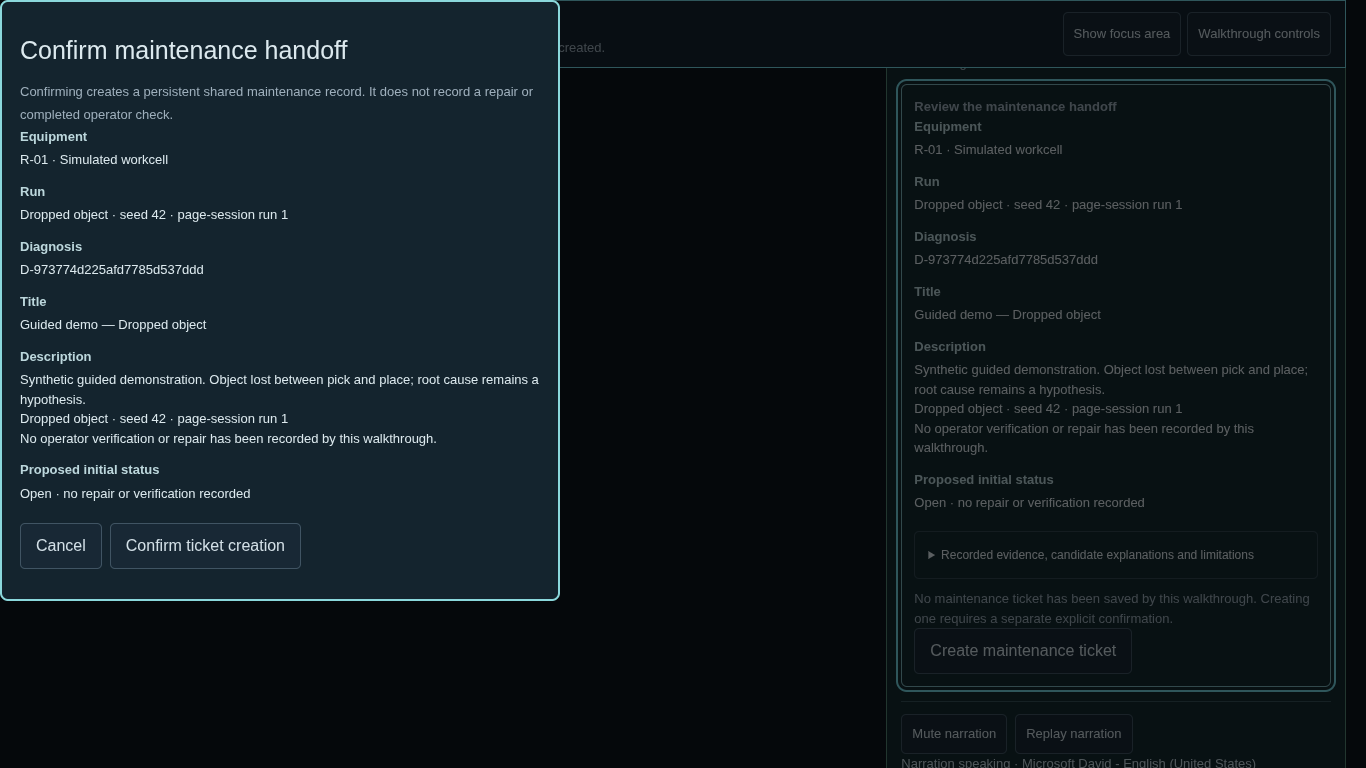 Confirm maintenance handoff
Confirming creates a persistent shared maintenance record. It does not record a repair or
completed operator check.
Equipment
R-01 · Simulated workcell
Run
Dropped object · seed 42 · page-session run 1
Diagnosis
D-973774d225afd7785d537ddd
Title
Guided demo — Dropped object
Description
Synthetic guided demonstration. Object lost between pick and place; root cause remains a
hypothesis.
Dropped object · seed 42 · page-session run 1
No operator verification or repair has been recorded by this walkthrough.
Proposed initial status
Open · no repair or verification recorded
Cancel
Confirm ticket creation
created.
Show focus area
Walkthrough controls
Review the maintenance handoff
Equipment
R-01 · Simulated workcell
Run
Dropped object · seed 42 · page-session run 1
Diagnosis
D-973774d225afd7785d537ddd
Title
Guided demo — Dropped object
Description
Synthetic guided demonstration. Object lost between pick and place;
root cause remains a hypothesis.
Dropped object · seed 42 · page-session run 1
No operator verification or repair has been recorded by this
walkthrough.
Proposed initial status
Open · no repair or verification recorded
▶ Recorded evidence, candidate explanations and limitations
No maintenance ticket has been saved by this walkthrough. Creating
one requires a separate explicit confirmation.
Create maintenance ticket
Mute narration
Replay narration
Narration speaking · Microsoft David - English (United States)